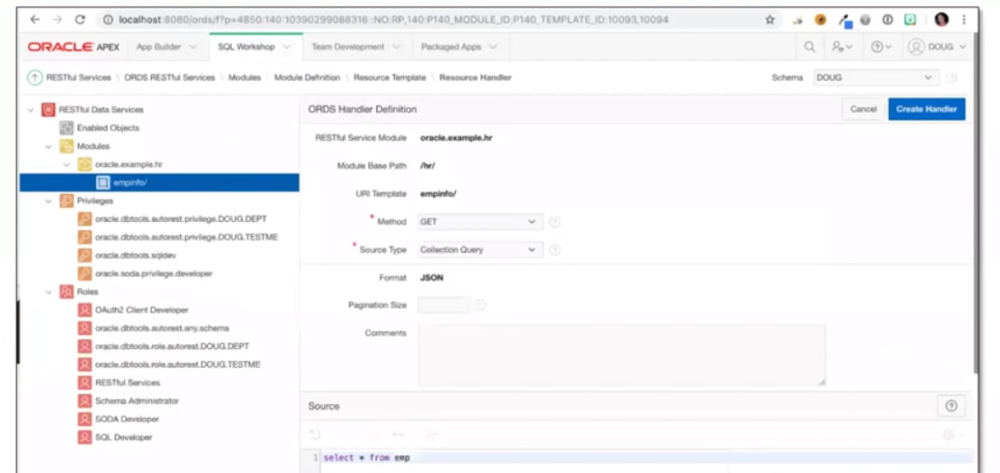 localhost:8080/ords/f?p=4850:140:10390299088318::NO:RP,140:P140_MODULE_ID,P140_TEMPLATE_ID:10093,10094
ORACLE APEX App Builder SQL Workshop Team Development Packaged Apps DOUG
RESTful Services \ ORDS RESTful Services \ Modules \ Module Definition \ Resource Template \ Resource Handler Schema DOUG
RESTful Data Services
Enabled Objects
Modules
oracle.example.hr
empinfo/
Privileges
oracle.dbtools.autorest.privilege.DOUG.DEPT
oracle.dbtools.autorest.privilege.DOUG.TESTME
oracle.dbtools.sqldev
oracle.soda.privilege.developer
Roles
OAuth2 Client Developer
oracle.dbtools.autorest.any.schema
oracle.dbtools.role.autorest.DOUG.DEPT
oracle.dbtools.role.autorest.DOUG.TESTME
RESTful Services
Schema Administrator
SODA Developer
SQL Developer
ORDS Handler Definition Cancel Create Handler
RESTful Service Module oracle.example.hr
Module Base Path /hr/
URI Template empinfo/
* Method GET
* Source Type Collection Query
Format JSON
Pagination Size
Comments
Source
1 select * from emp